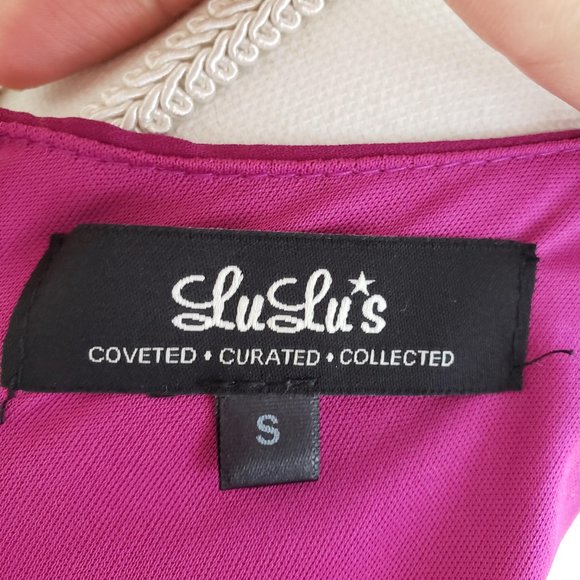 LuLu's
COVETED • CURATED • COLLECTED
S